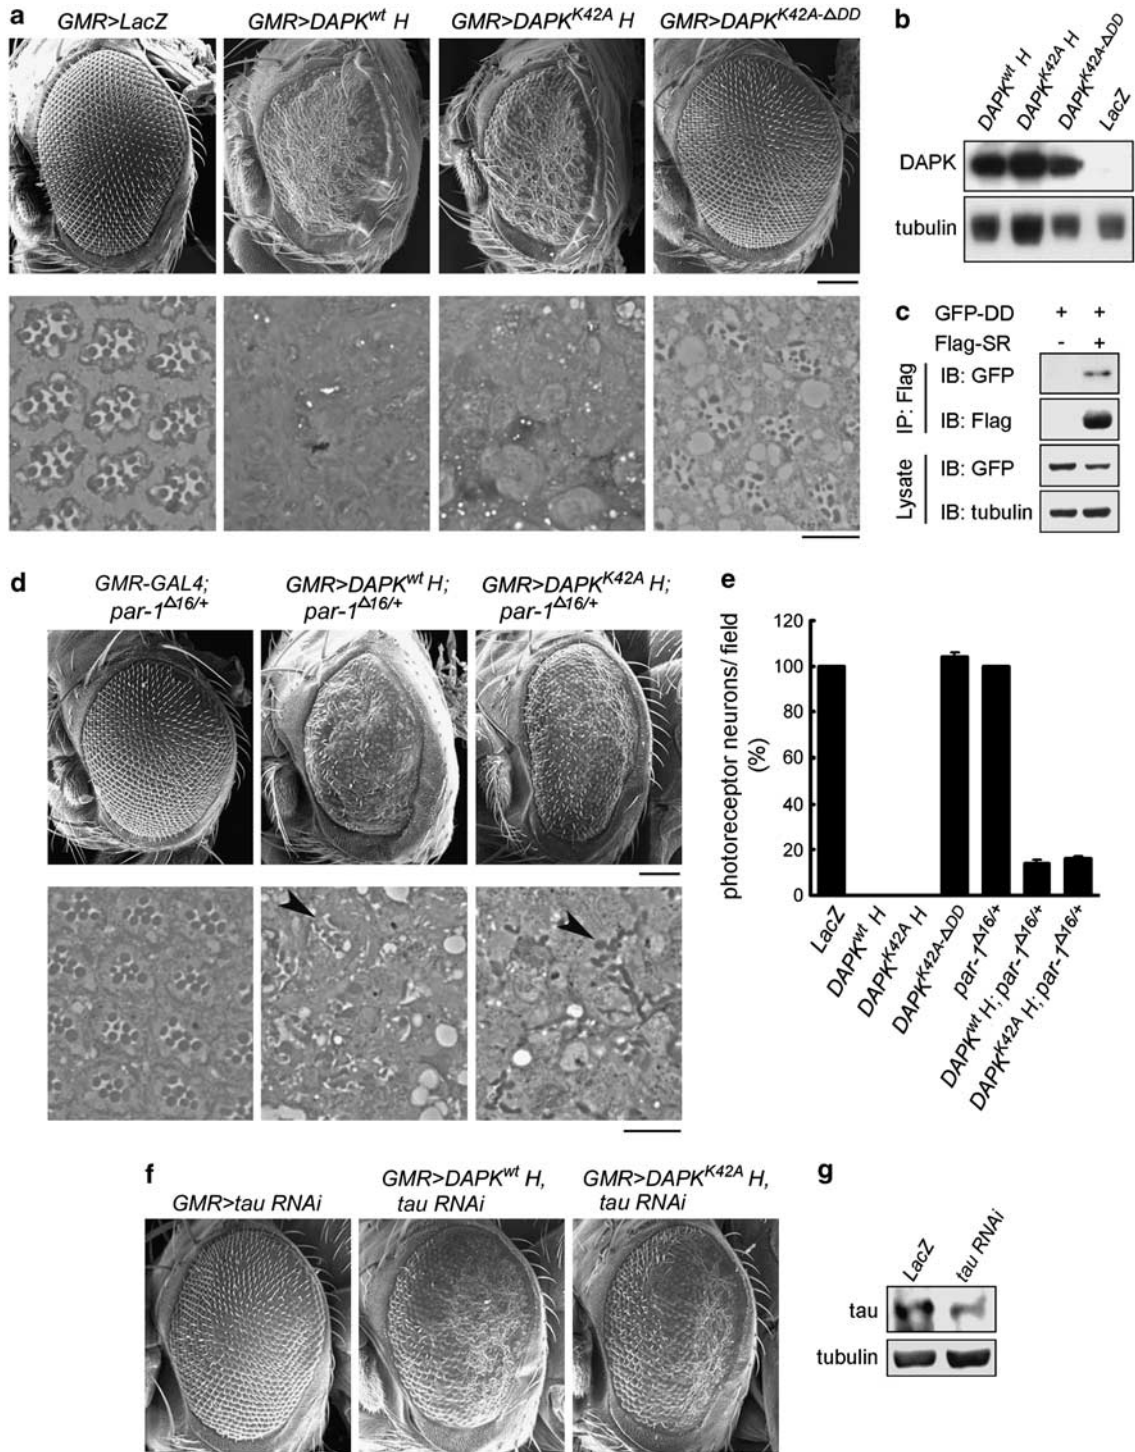 a
GMR>LacZ
GMR>DAPK^wt H
GMR>DAPK^K42A H
GMR>DAPK^K42A-ΔDD
b
DAPK^wt H
DAPK^K42A H
DAPK^K42A-ΔDD
LacZ
DAPK
tubulin
c
GFP-DD + +
Flag-SR - +
IP: Flag
IB: GFP
IB: Flag
Lysate
IB: GFP
IB: tubulin
d
GMR-GAL4;
par-1^Δ16/+
GMR>DAPK^wt H;
par-1^Δ16/+
GMR>DAPK^K42A H;
par-1^Δ16/+
e
photoreceptor neurons/ field
(%)
120
100
80
60
40
20
0
LacZ
DAPK^wt H
DAPK^K42A H
DAPK^K42A-ΔDD
par-1^Δ16/+
DAPK^wt H; par-1^Δ16/+
DAPK^K42A H; par-1^Δ16/+
f
GMR>tau RNAi
GMR>DAPK^wt H,
tau RNAi
GMR>DAPK^K42A H,
tau RNAi
g
LacZ
tau RNAi
tau
tubulin